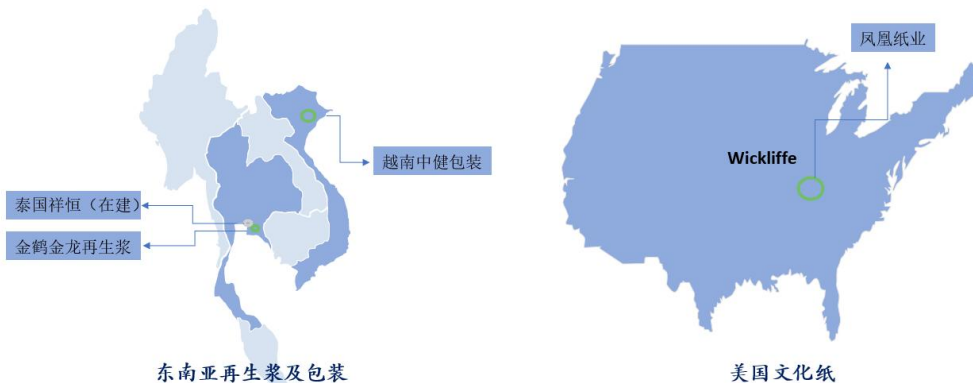 凤凰纸业
Wickliffe
越南中健包装
泰国祥恒（在建）
金鹤金龙再生浆
东南亚再生浆及包装
美国文化纸